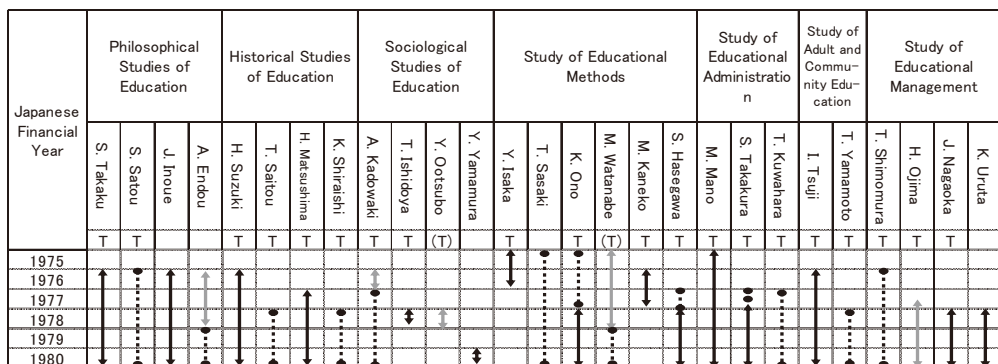 Japanese
Financial
Year
Philosophical
Studies of
Education
Historical Studies
of Education
Sociological
Studies of
Education
Study of Educational
Methods
Study of
Educational
Administratio
n
Study of
Adult and
Commu-
nity Edu-
cation
Study of
Educational
Management
S. Takaku
S. Satou
J. Inoue
A. Endou
H. Suzuki
T. Saitou
H. Matsushima
K. Shiraishi
A. Kadowaki
T. Ishidoya
Y. Ootsubo
Y. Yamamura
Y. Isaka
T. Sasaki
K. Ono
M. Watanabe
M. Kaneko
S. Hasegawa
M. Mano
S. Takakura
T. Kuwahara
I. Tsuji
T. Yamamoto
T. Shimomura
H. Ojima
J. Nagaoka
K. Uruta
T T T T T T T T (T) T T (T) T T T T T T T T T T
1975
1976
1977
1978
1979
1980